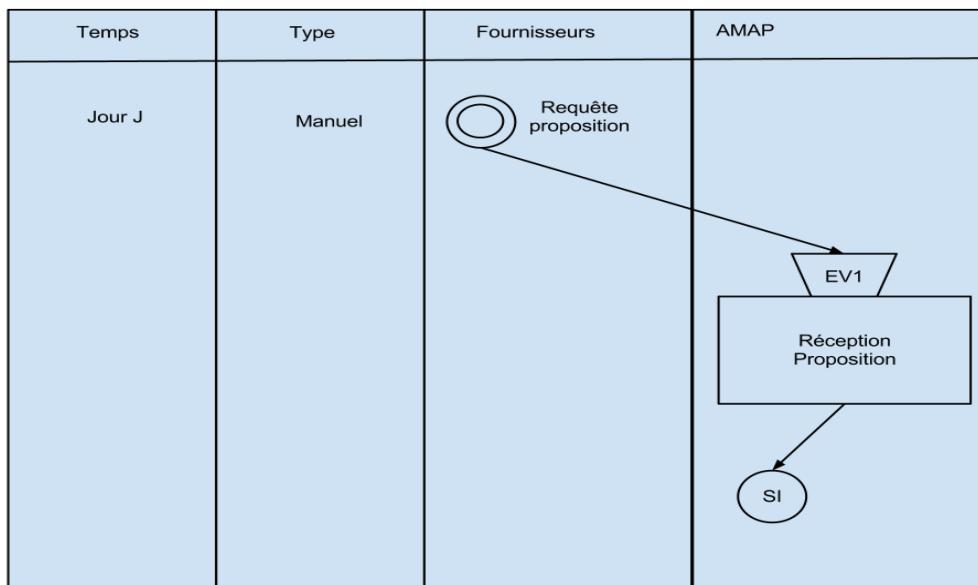 Temps
Type
Fournisseurs
AMAP
Jour J
Manuel
Requête
proposition
EV1
Réception
Proposition
SI